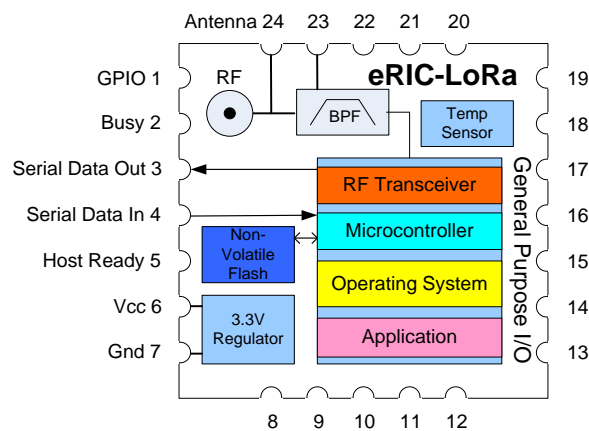 Antenna 24 23 22 21 20
eRIC-LoRa
GPIO 1
RF
19
BPF
Temp
Sensor
Busy 2
18
Serial Data Out 3
17
RF Transceiver
General Purpose I/O
Serial Data In 4
16
Microcontroller
Non-
Volatile
Flash
Host Ready 5
15
Operating System
Vcc 6
14
3.3V
Regulator
Application
Gnd 7
13
8 9 10 11 12